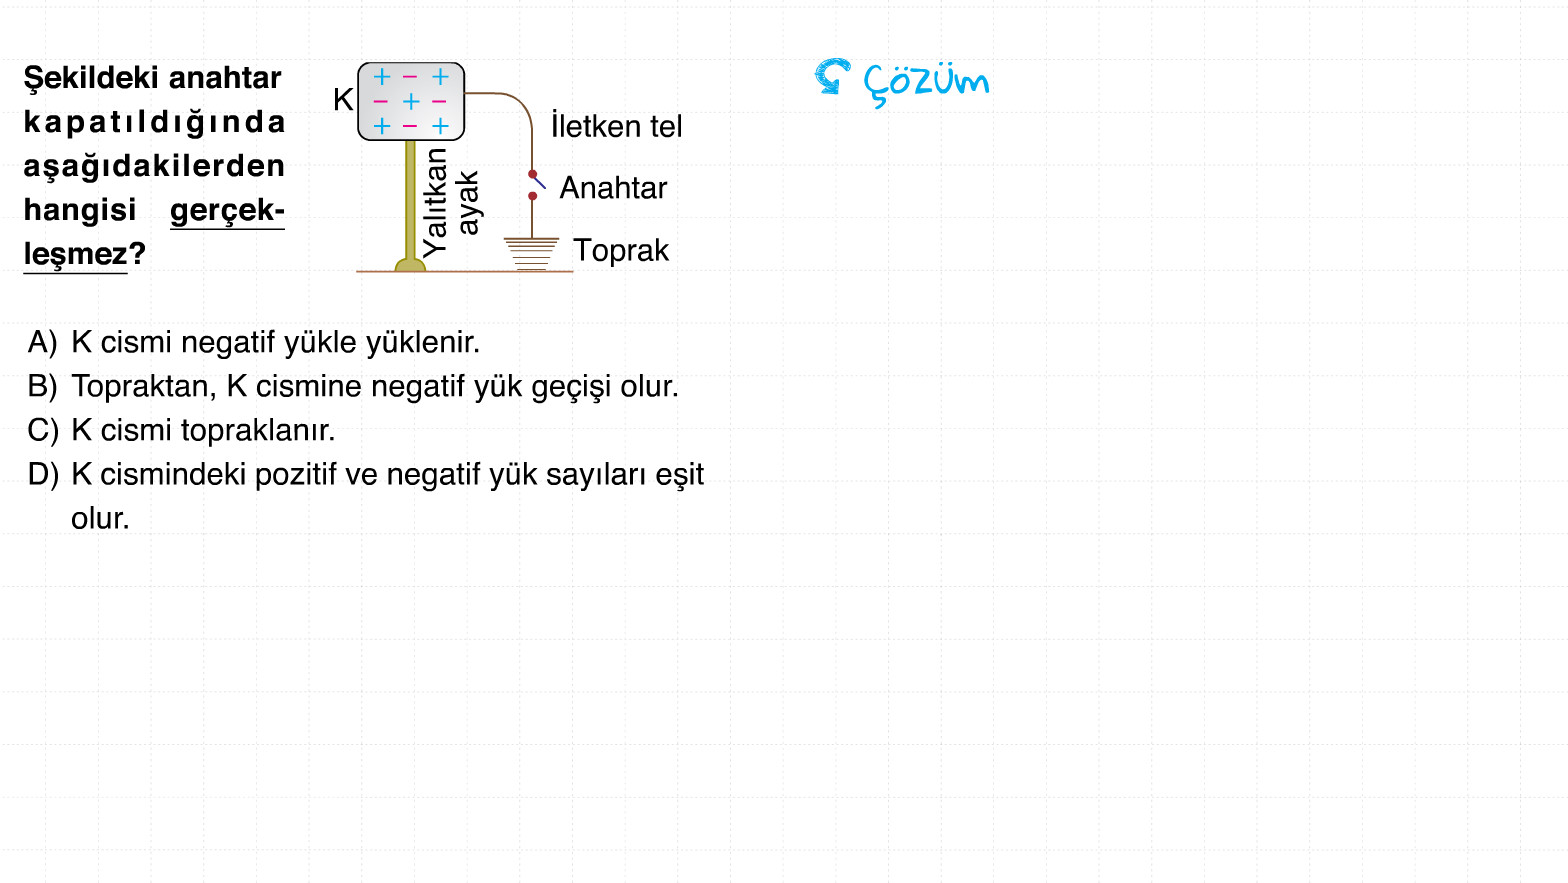 Şekildeki anahtar
kapatıldığında
aşağıdakilerden
hangisi gerçek-
leşmez?
K
+ − +
− + −
+ − +
İletken tel
Yalıtkan
ayak
Anahtar
Toprak
A) K cismi negatif yükle yüklenir.
B) Topraktan, K cismine negatif yük geçişi olur.
C) K cismi topraklanır.
D) K cismindeki pozitif ve negatif yük sayıları eşit
olur.
Çözüm